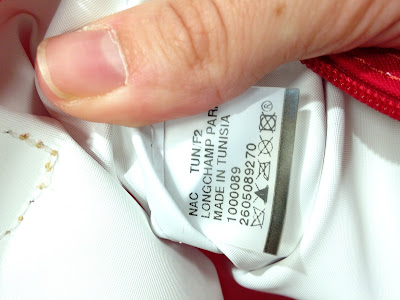 NAC TUN/F2
LONGCHAMP PAR.
MADE IN TUNISIA
1000089
2605089270